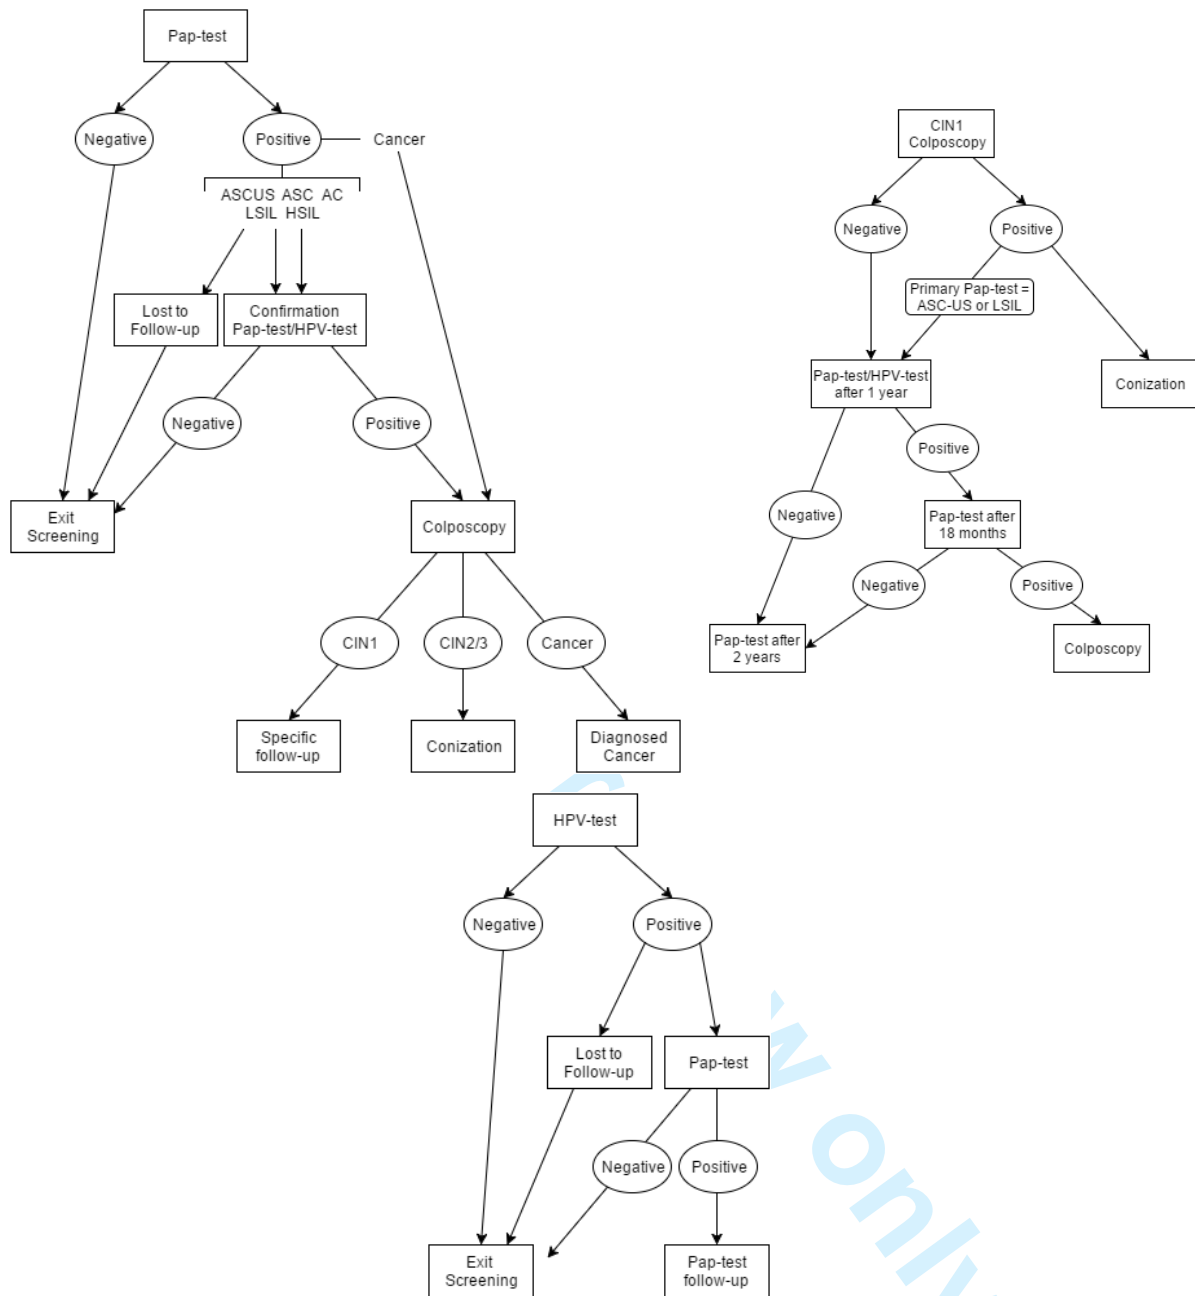 Pap-test
Negative
Positive
Cancer
ASCUS ASC AC
LSIL HSIL
Lost to
Follow-up
Confirmation
Pap-test/HPV-test
Negative
Positive
Exit
Screening
Colposcopy
CIN1
CIN2/3
Cancer
Specific
follow-up
Conization
Diagnosed
Cancer
CIN1
Colposcopy
Negative
Positive
Primary Pap-test =
ASC-US or LSIL
Pap-test/HPV-test
after 1 year
Conization
Positive
Negative
Pap-test after
18 months
Negative
Positive
Pap-test after
2 years
Colposcopy
HPV-test
Negative
Positive
Lost to
Follow-up
Pap-test
Negative
Positive
Exit
Screening
Pap-test
follow-up
only